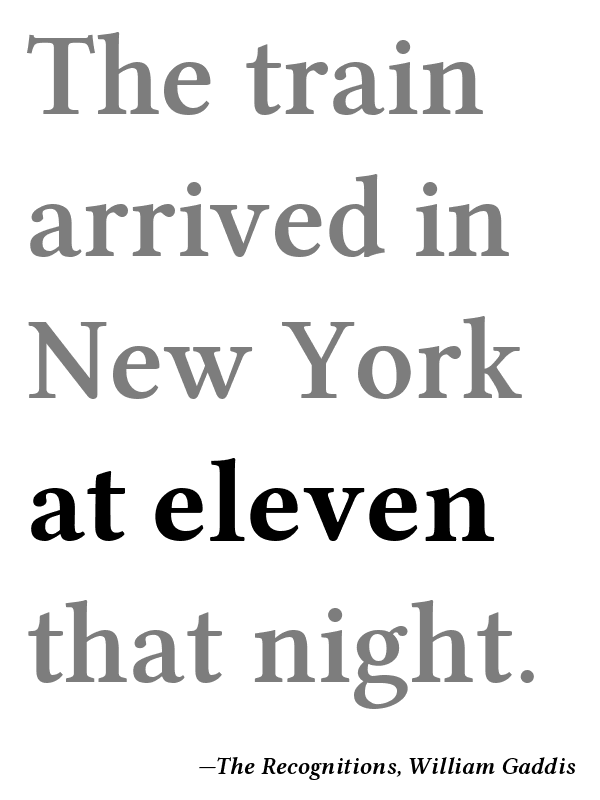 The train
arrived in
New York
at eleven
that night.
—The Recognitions, William Gaddis